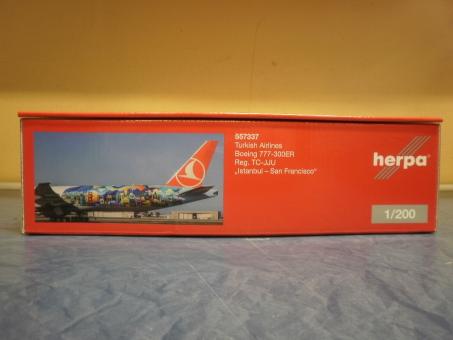 557337
Turkish Airlines
Boeing 777-300ER
Reg. TC-JJU
„Istanbul – San Francisco“
herpa
1/200